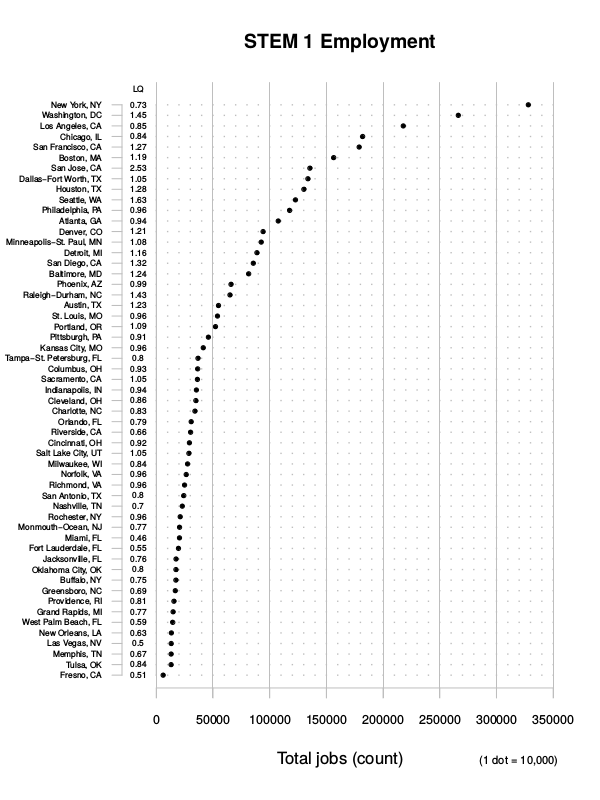 STEM 1 Employment
LQ
New York, NY 0.73
Washington, DC 1.45
Los Angeles, CA 0.85
Chicago, IL 0.84
San Francisco, CA 1.27
Boston, MA 1.19
San Jose, CA 2.53
Dallas−Fort Worth, TX 1.05
Houston, TX 1.28
Seattle, WA 1.63
Philadelphia, PA 0.96
Atlanta, GA 0.94
Denver, CO 1.21
Minneapolis−St. Paul, MN 1.08
Detroit, MI 1.16
San Diego, CA 1.32
Baltimore, MD 1.24
Phoenix, AZ 0.99
Raleigh−Durham, NC 1.43
Austin, TX 1.23
St. Louis, MO 0.96
Portland, OR 1.09
Pittsburgh, PA 0.91
Kansas City, MO 0.96
Tampa−St. Petersburg, FL 0.8
Columbus, OH 0.93
Sacramento, CA 1.05
Indianapolis, IN 0.94
Cleveland, OH 0.86
Charlotte, NC 0.83
Orlando, FL 0.79
Riverside, CA 0.66
Cincinnati, OH 0.92
Salt Lake City, UT 1.05
Milwaukee, WI 0.84
Norfolk, VA 0.96
Richmond, VA 0.96
San Antonio, TX 0.8
Nashville, TN 0.7
Rochester, NY 0.96
Monmouth−Ocean, NJ 0.77
Miami, FL 0.46
Fort Lauderdale, FL 0.55
Jacksonville, FL 0.76
Oklahoma City, OK 0.8
Buffalo, NY 0.75
Greensboro, NC 0.69
Providence, RI 0.81
Grand Rapids, MI 0.77
West Palm Beach, FL 0.59
New Orleans, LA 0.63
Las Vegas, NV 0.5
Memphis, TN 0.67
Tulsa, OK 0.84
Fresno, CA 0.51
0 50000 100000 150000 200000 250000 300000 350000
Total jobs (count) (1 dot = 10,000)